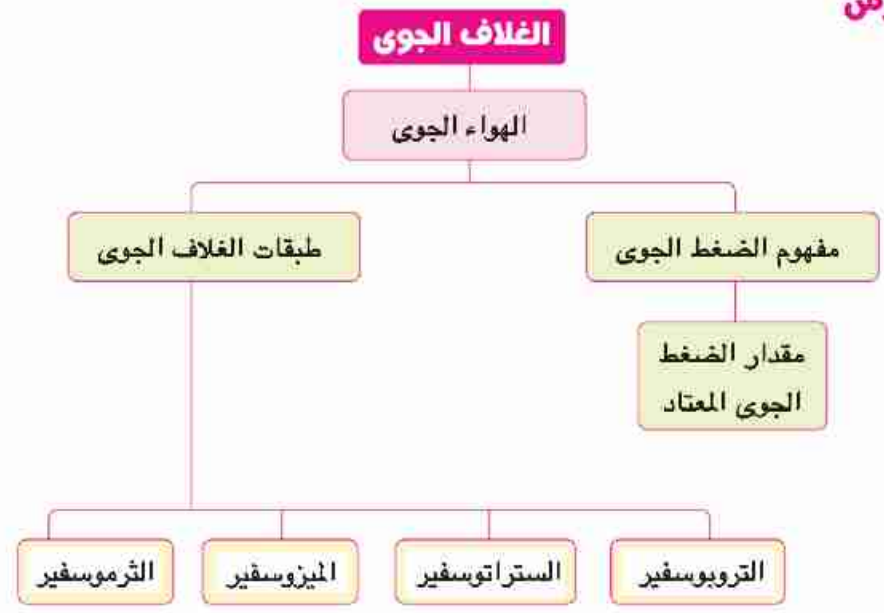 الغلاف الجوى
الهواء الجوى
مفهوم الضغط الجوى
طبقات الغلاف الجوى
مقدار الضغط
الجوى المعتاد
التروبوسفير
الستراتوسفير
الميزوسفير
الثرموسفير